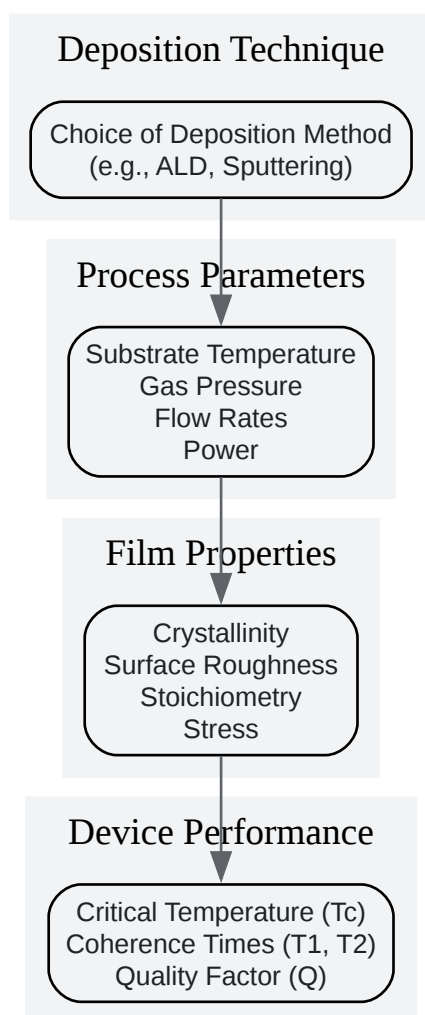 Deposition Technique
Choice of Deposition Method
(e.g., ALD, Sputtering)
Process Parameters
Substrate Temperature
Gas Pressure
Flow Rates
Power
Film Properties
Crystallinity
Surface Roughness
Stoichiometry
Stress
Device Performance
Critical Temperature (Tc)
Coherence Times (T1, T2)
Quality Factor (Q)